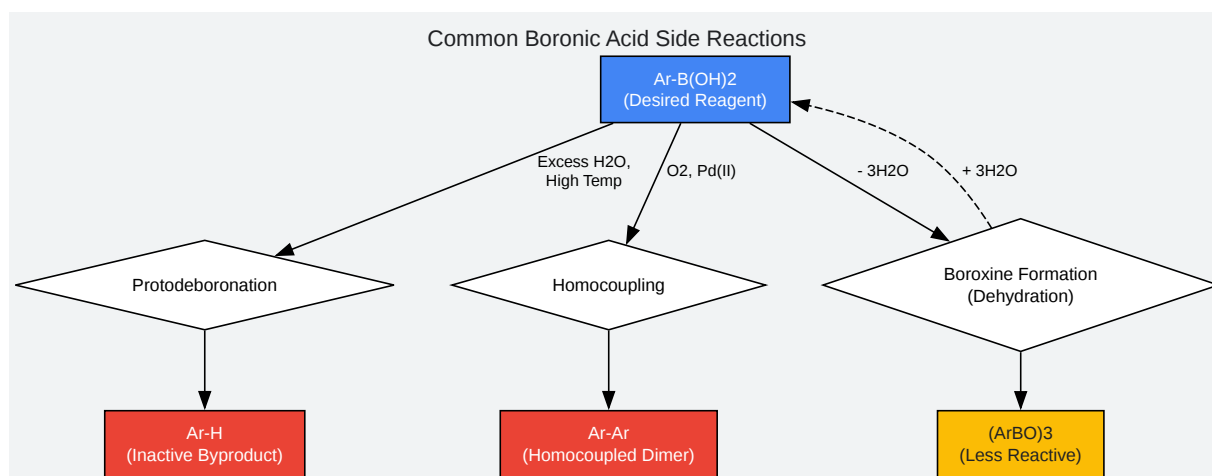 Common Boronic Acid Side Reactions
Ar-B(OH)2
(Desired Reagent)
Excess H2O,
High Temp
O2, Pd(II)
- 3H2O
+ 3H2O
Protodeboronation
Homocoupling
Boroxine Formation
(Dehydration)
Ar-H
(Inactive Byproduct)
Ar-Ar
(Homocoupled Dimer)
(ArBO)3
(Less Reactive)